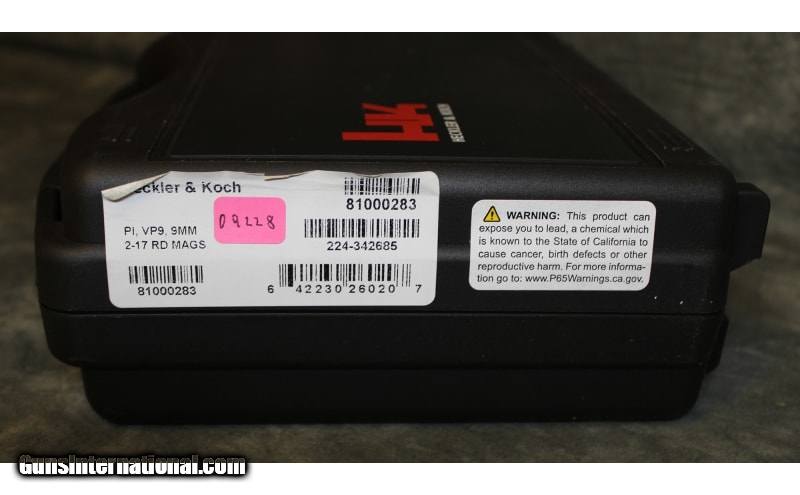 HK
HECKLER & KOCH
eckler & Koch
81000283
09228
PI, VP9, 9MM
2-17 RD MAGS
224-342685
81000283
6 42230 26020 7
WARNING: This product can
expose you to lead, a chemical which
is known to the State of California to
cause cancer, birth defects or other
reproductive harm. For more informa-
tion go to: www.P65Warnings.ca.gov.
GunsInternational.com